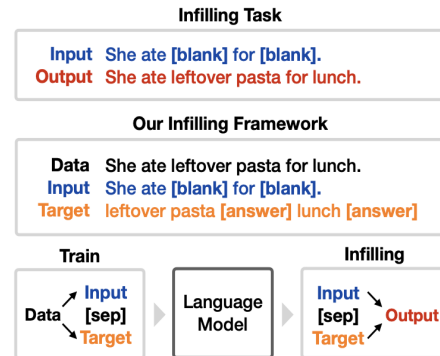 Infilling Task
Input She ate [blank] for [blank].
Output She ate leftover pasta for lunch.
Our Infilling Framework
Data She ate leftover pasta for lunch.
Input She ate [blank] for [blank].
Target leftover pasta [answer] lunch [answer]
Train
Infilling
Data
Input
[sep]
Target
Language
Model
Input
[sep]
Target
Output